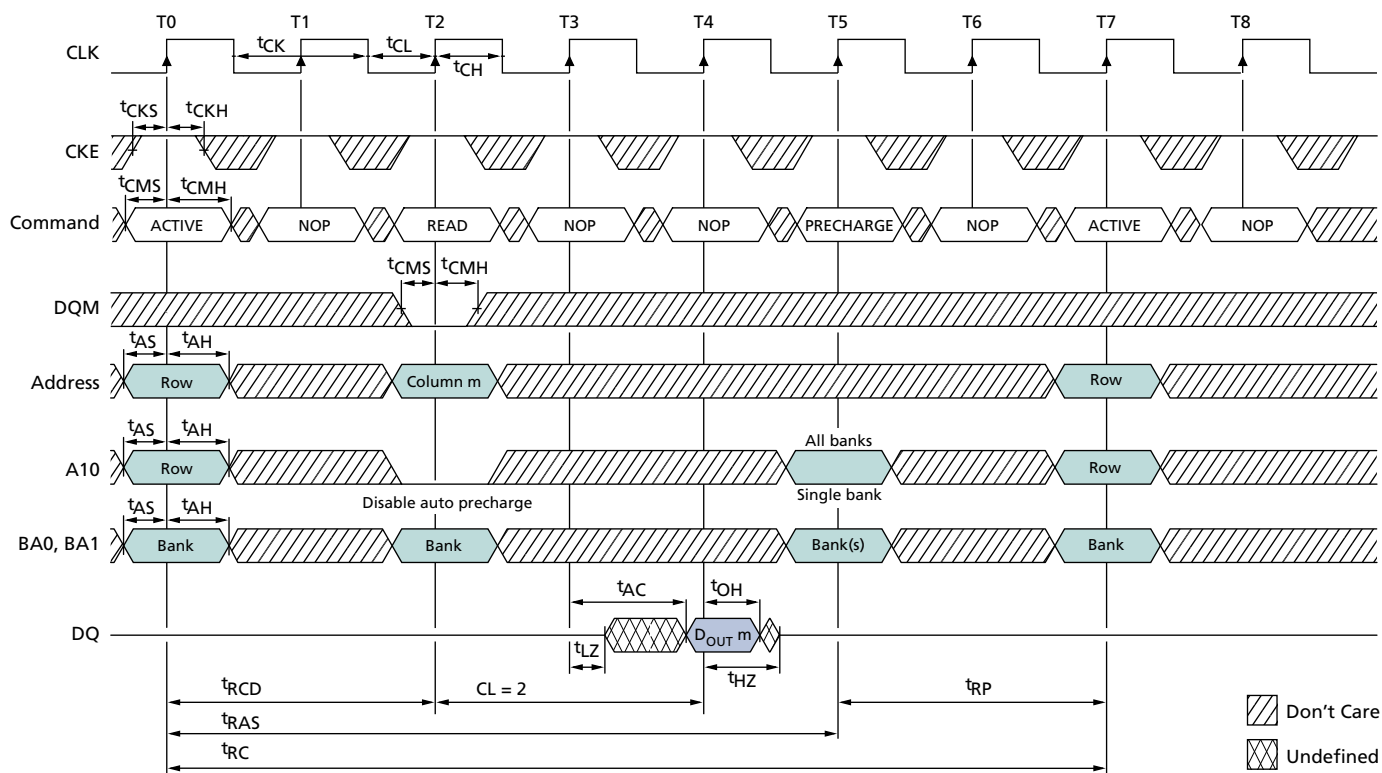 T0 T1 T2 T3 T4 T5 T6 T7 T8
CLK
tCK tCL
tCH
tCKS tCKH
CKE
tCMS tCMH
Command ACTIVE NOP READ NOP NOP PRECHARGE NOP ACTIVE NOP
tCMS tCMH
DQM
tAS tAH
Address Row Column m Row
tAS tAH All banks
A10 Row Row
Disable auto precharge Single bank
tAS tAH
BA0, BA1 Bank Bank Bank(s) Bank
tAC tOH
DQ DOUT m
tLZ tHZ
tRCD CL = 2 tRP
tRAS
tRC
Don't Care
Undefined